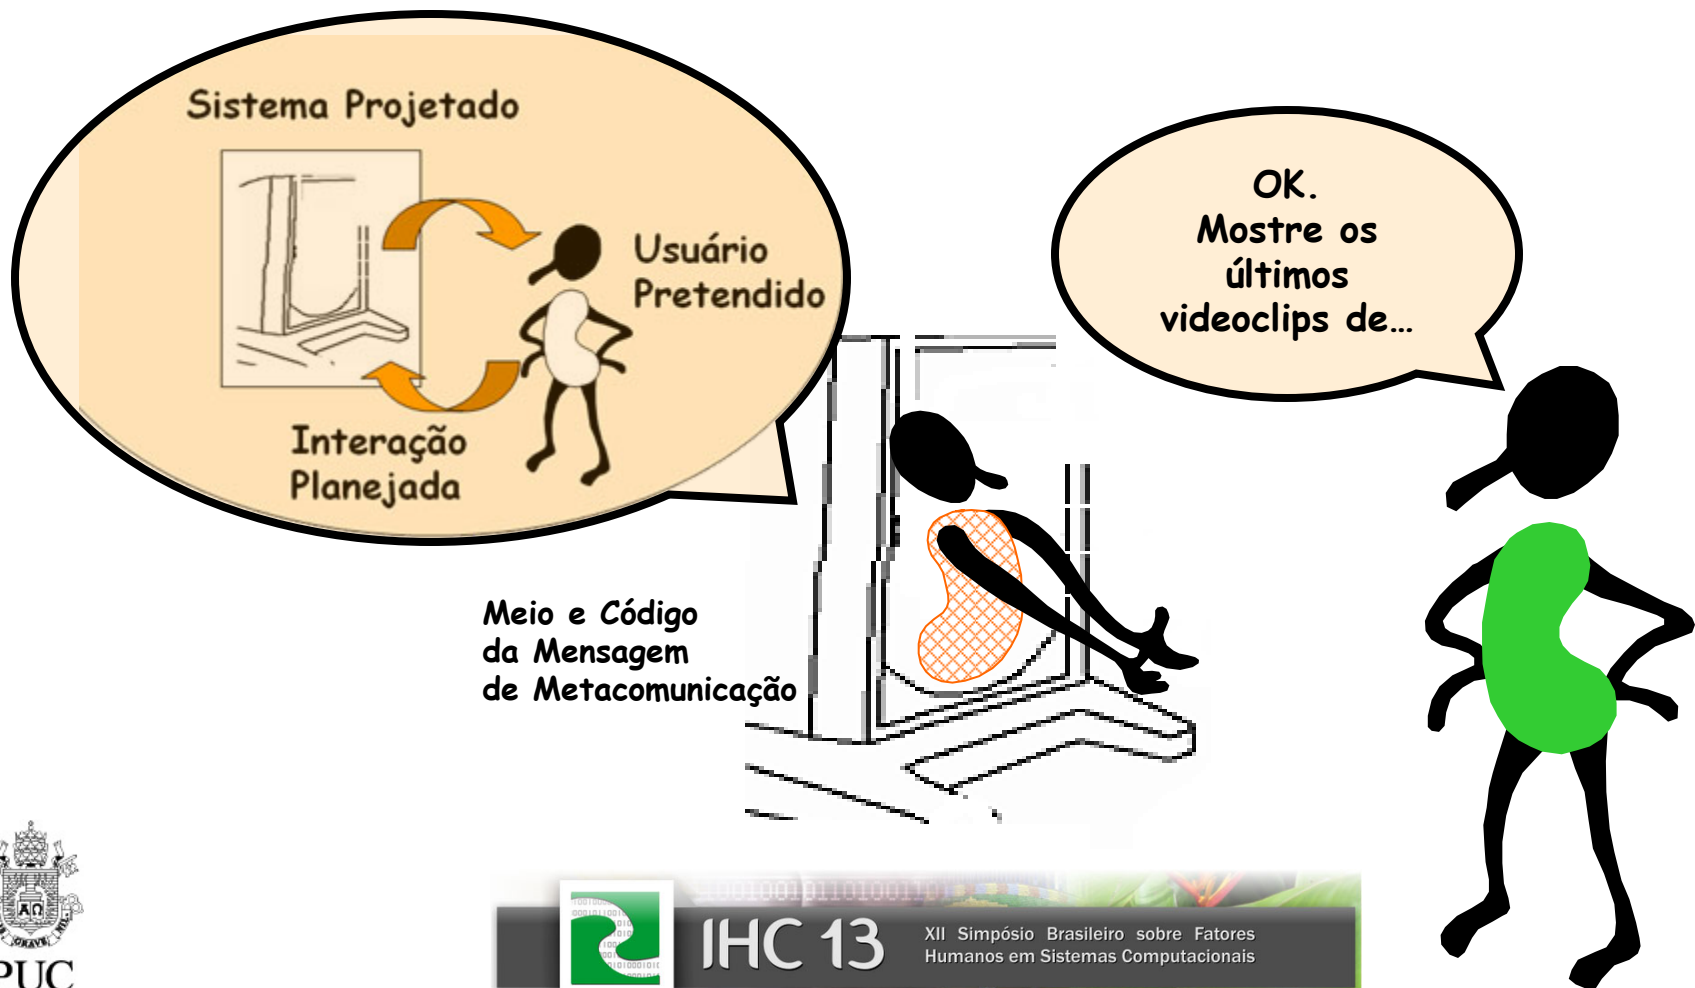 Sistema Projetado
Usuário
Pretendido
Interação
Planejada
OK.
Mostre os
últimos
videoclips de...
Meio e Código
da Mensagem
de Metacomunicação
PUC
IHC 13
XII Simpósio Brasileiro sobre Fatores
Humanos em Sistemas Computacionais